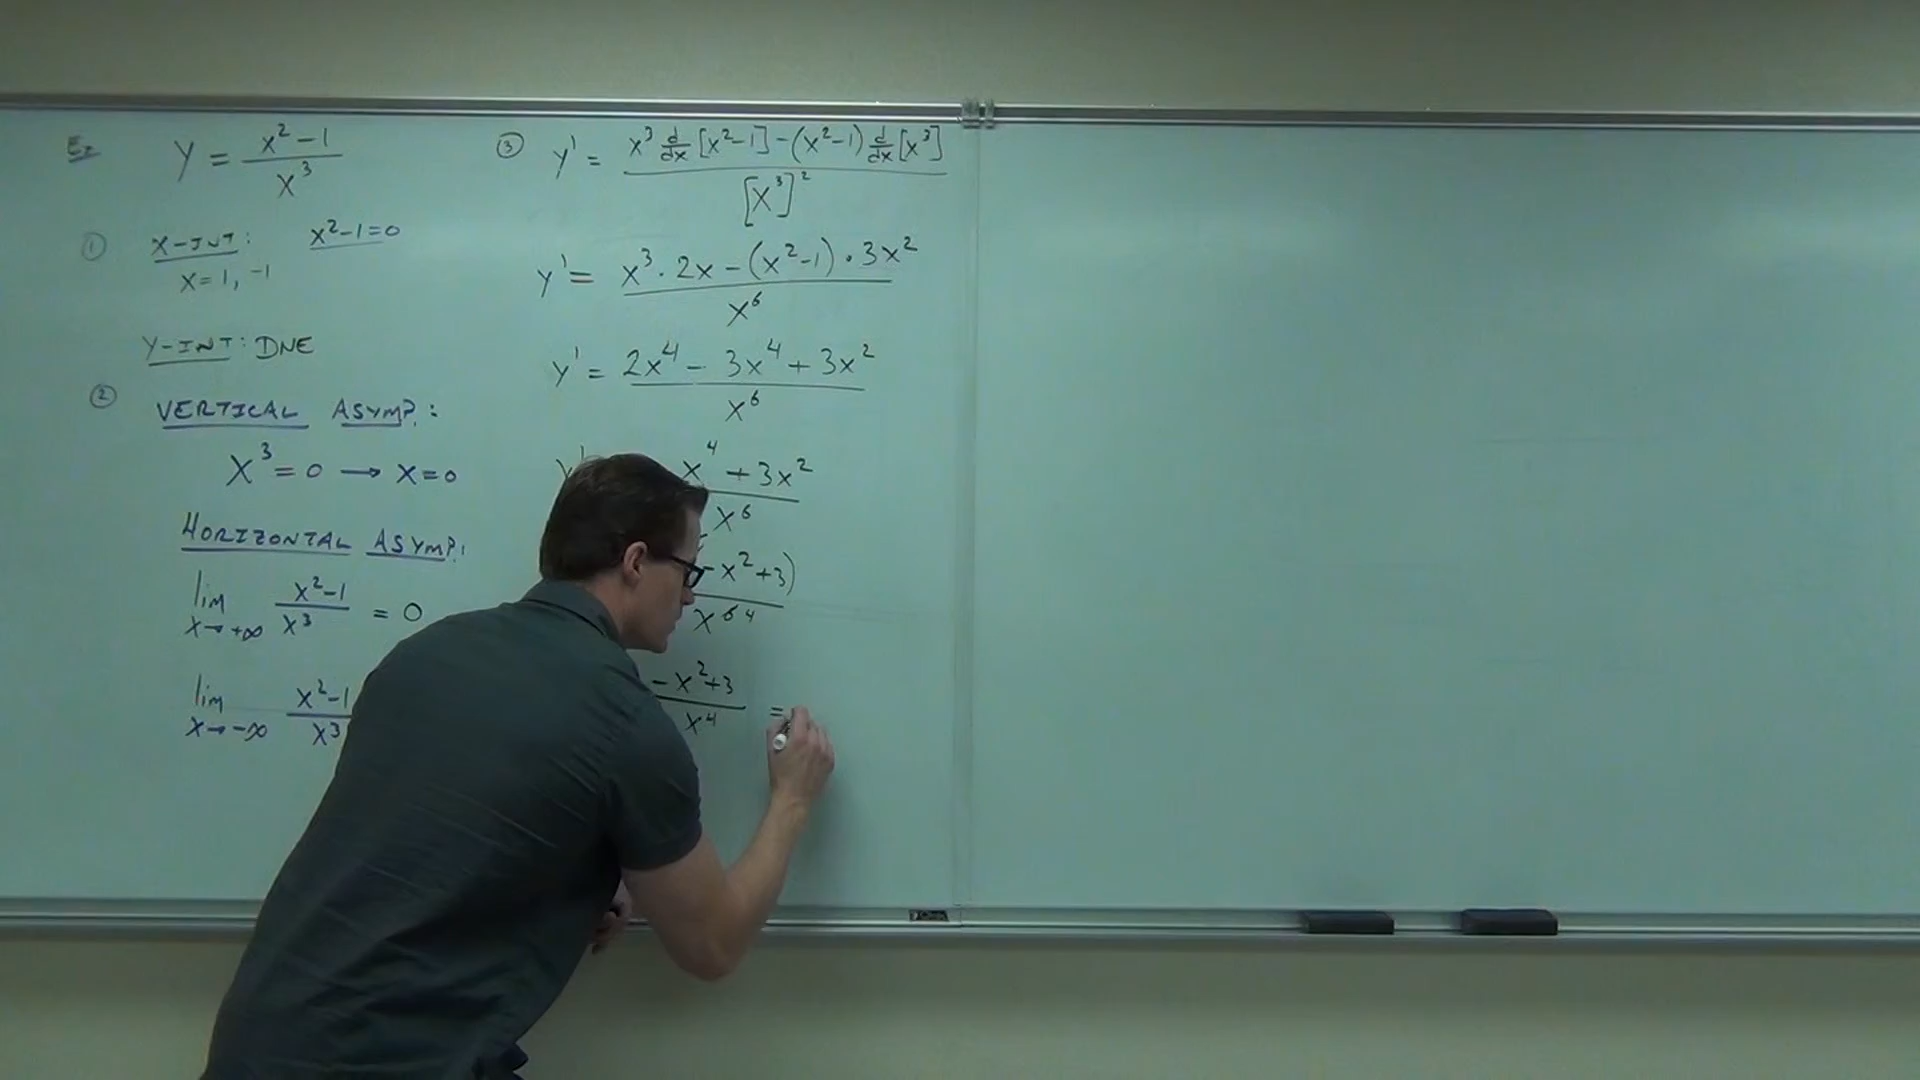 Ex y = x² - 1 / x³
① X-INT: x² - 1 = 0
x = 1, -1
Y-INT: DNE
② VERTICAL ASYMP:
x³ = 0 → x = 0
HORIZONTAL ASYMP:
lim x→+∞ x² - 1 / x³ = 0
lim x→-∞ x² - 1 / x³
③ y' = x³ d/dx [x² - 1] - (x² - 1) d/dx [x³] / [x³]²
y' = x³ · 2x - (x² - 1) · 3x² / x⁶
y' = 2x⁴ - 3x⁴ + 3x² / x⁶
y' x⁴ + 3x² / x⁶
- x² + 3) / x⁶ ⁴
- x² + 3 / x⁴ =